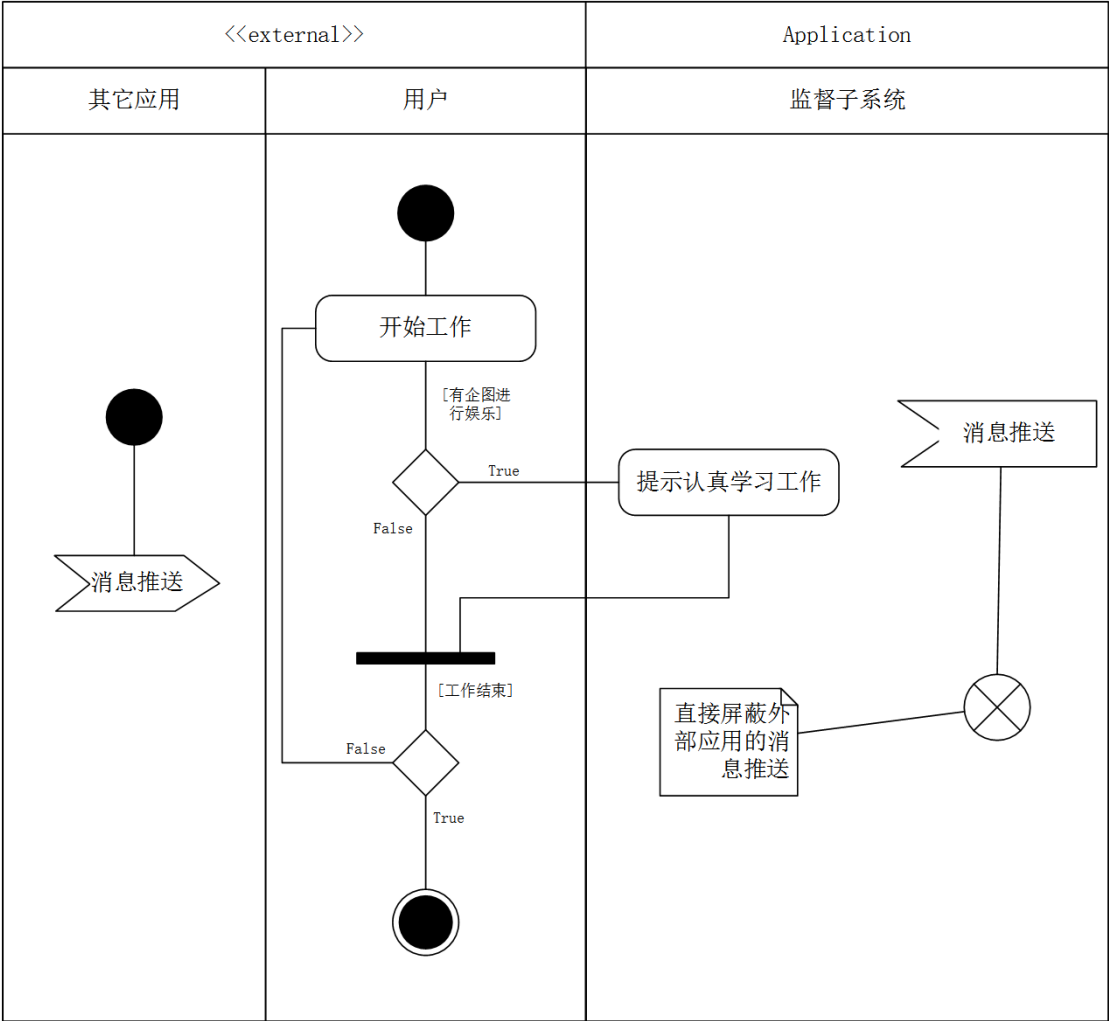 <<external>>
Application
其它应用
用户
监督子系统
开始工作
[有企图进
行娱乐]
消息推送
True
提示认真学习工作
False
消息推送
[工作结束]
直接屏蔽外
部应用的消
息推送
False
True